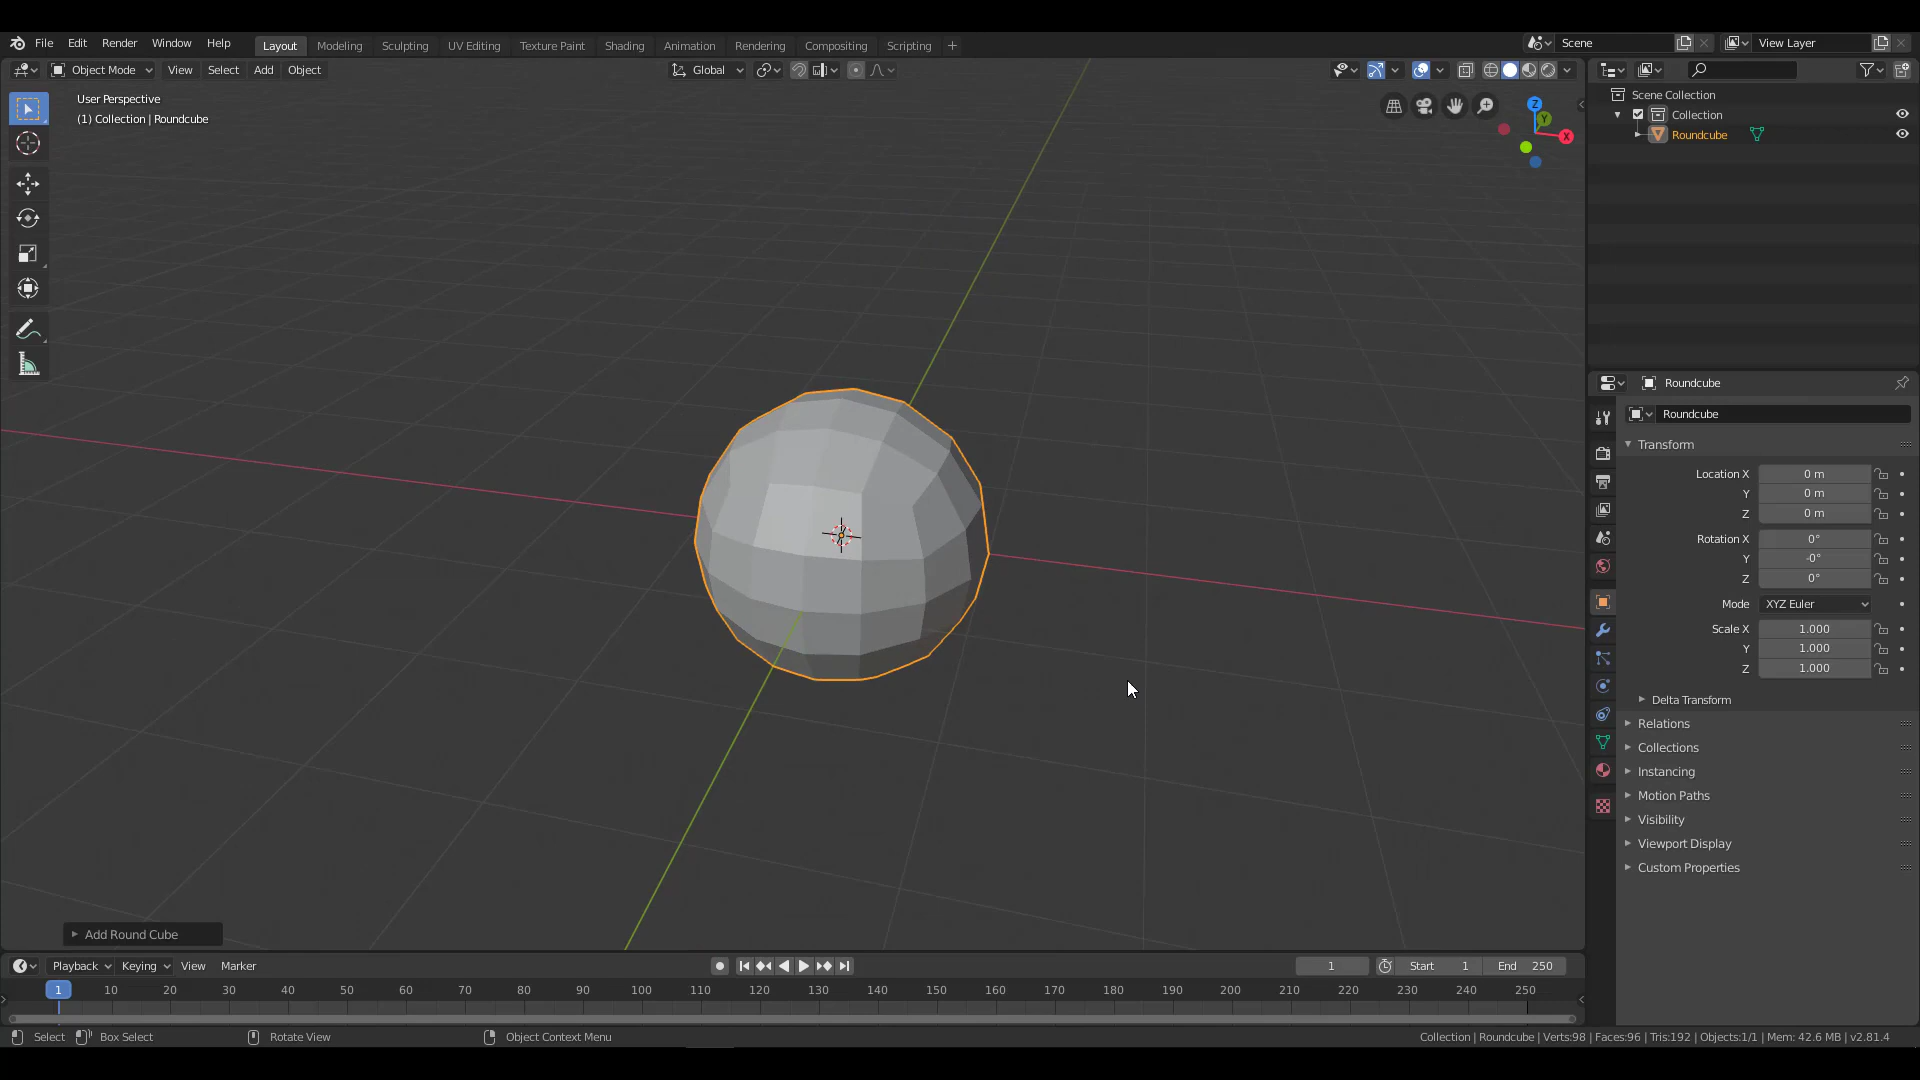 File Edit Render Window Help Layout Modeling Sculpting UV Editing Texture Paint Shading Animation Rendering Compositing Scripting + Scene View Layer
Object Mode View Select Add Object Global
User Perspective
(1) Collection | Roundcube
Z
Y
X
Scene Collection
Collection
Roundcube
Roundcube
Roundcube
Transform
Location X 0 m
Y 0 m
Z 0 m
Rotation X 0°
Y -0°
Z 0°
Mode XYZ Euler
Scale X 1.000
Y 1.000
Z 1.000
Delta Transform
Relations
Collections
Instancing
Motion Paths
Visibility
Viewport Display
Custom Properties
Add Round Cube
Playback Keying View Marker 1 Start 1 End 250
1 10 20 30 40 50 60 70 80 90 100 110 120 130 140 150 160 170 180 190 200 210 220 230 240 250
Select Box Select Rotate View Object Context Menu Collection | Roundcube | Verts:98 | Faces:96 | Tris:192 | Objects:1/1 | Mem: 42.6 MB | v2.81.4